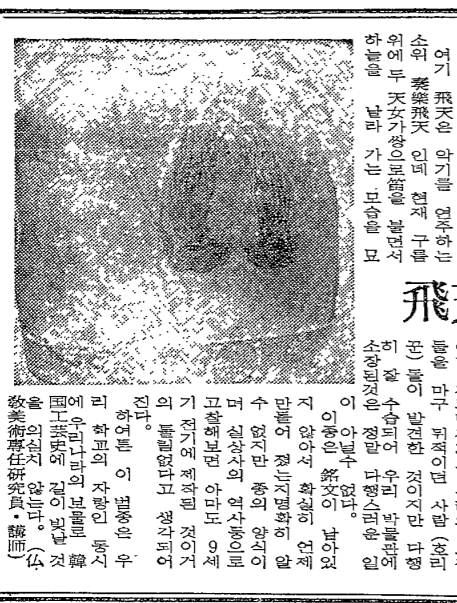 여기 飛天은 악기를 연주하는
소위 奏樂飛天 인데 현재 구름
위에 두 天女가쌍으로笛을 불면서
하늘을 날라 가는 모습을 묘
飛
들을 마구 뒤적이면 사람 (호리
꾼) 들이 발견한 것이지만 다행
히 잘 수습되어 우리 박물관에
소장된것은 정말 다행스러운 일
이 아닐수 없다.
이종은 銘文이 남아있
지 않아서 확실히 언제
만들어 졌는지명확히 알
수 없지만 종의 양식이
며 실상사의 역사등으로
고찰해보면 아마도 9세
기 전기에 제작된 것이거
의 틀림없다고 생각되어
진다.
하여튼 이 범종은 우
리 학교의 자랑인 동시
에 우리나라의 보물로 韓
国工芸史에 길이 빛날 것
을 의심치 않는다. (仏
敎美術專任硏究員・講師)